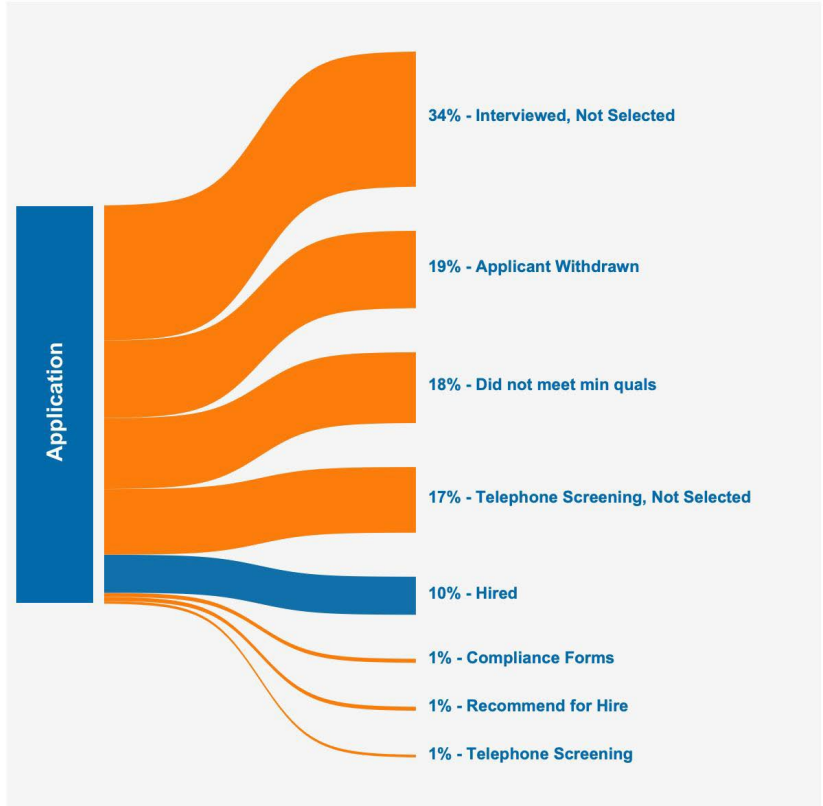 Application
34% - Interviewed, Not Selected
19% - Applicant Withdrawn
18% - Did not meet min quals
17% - Telephone Screening, Not Selected
10% - Hired
1% - Compliance Forms
1% - Recommend for Hire
1% - Telephone Screening